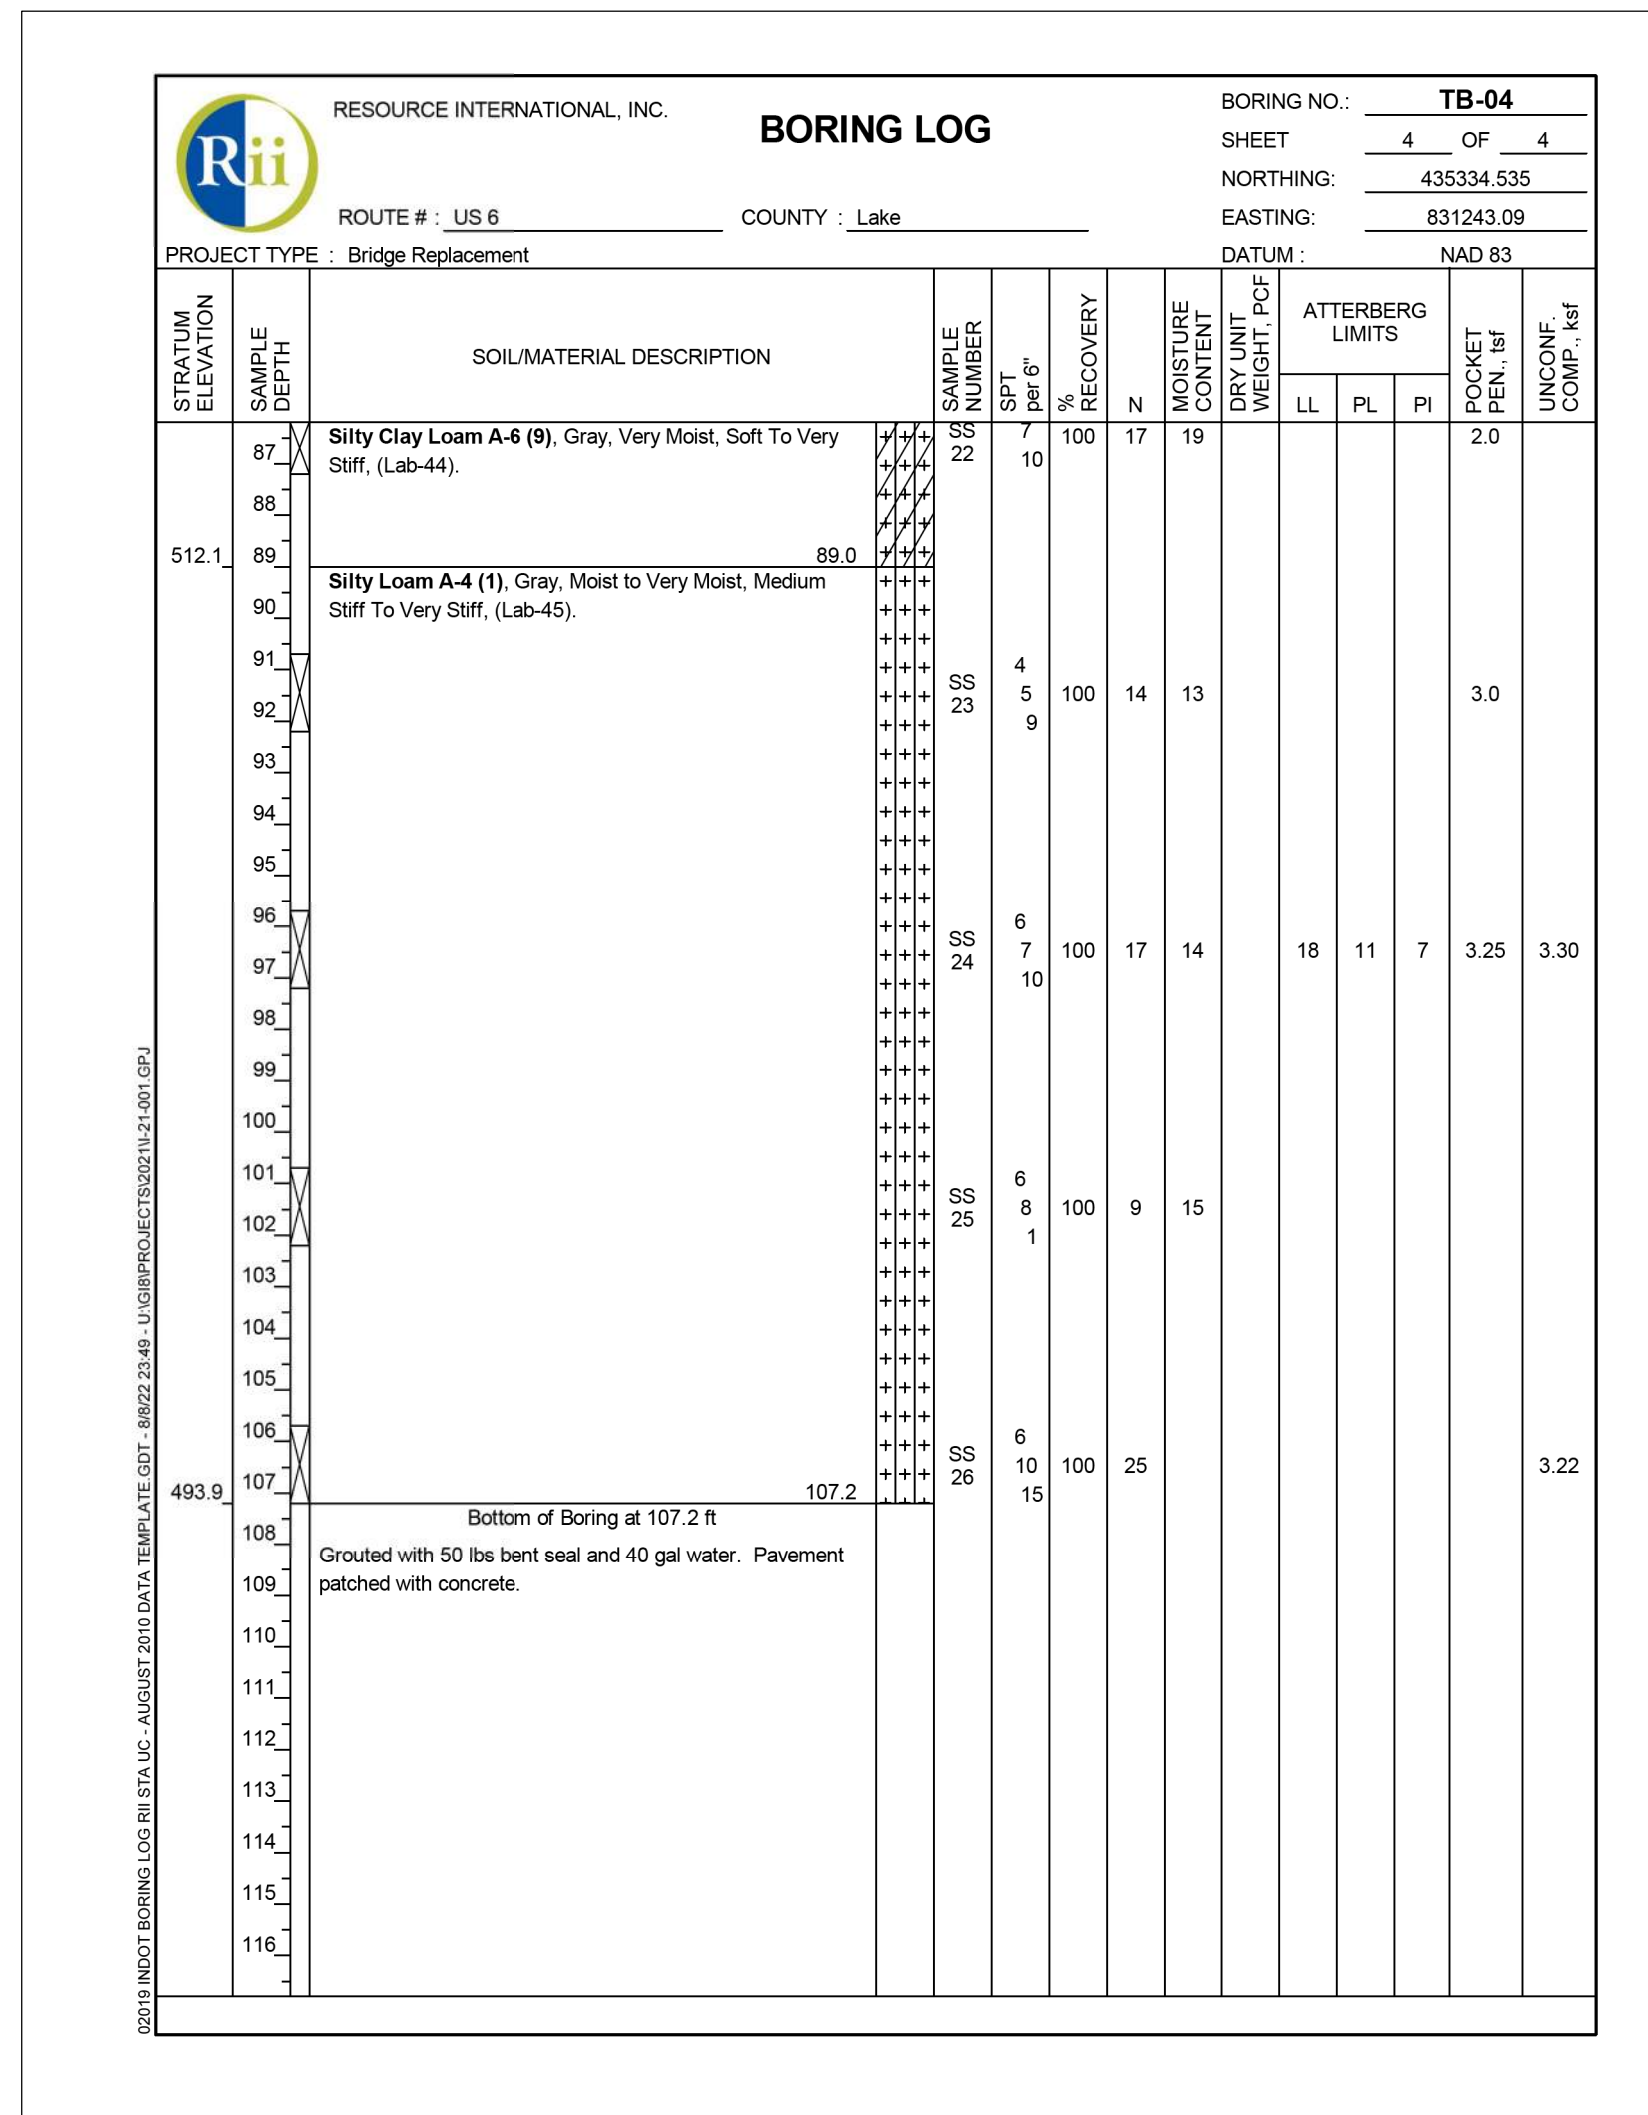 Rii
RESOURCE INTERNATIONAL, INC.
BORING LOG
BORING NO.: TB-04
SHEET 4 OF 4
NORTHING: 435334.535
ROUTE # : US 6 COUNTY : Lake EASTING: 831243.09
PROJECT TYPE : Bridge Replacement DATUM : NAD 83
STRATUM ELEVATION
SAMPLE DEPTH
SOIL/MATERIAL DESCRIPTION
SAMPLE NUMBER
SPT per 6"
% RECOVERY
N
MOISTURE CONTENT
DRY UNIT WEIGHT, PCF
ATTERBERG LIMITS
LL PL PI
POCKET PEN., tsf
UNCONF. COMP., ksf
Silty Clay Loam A-6 (9), Gray, Very Moist, Soft To Very SS 7 100 17 19 2.0
87 Stiff, (Lab-44). 22 10
88
512.1 89 89.0
Silty Loam A-4 (1), Gray, Moist to Very Moist, Medium
90 Stiff To Very Stiff, (Lab-45).
91 4
SS 5 100 14 13 3.0
92 23 9
93
94
95
96 6
SS 7 100 17 14 18 11 7 3.25 3.30
97 24 10
98
99
100
101 6
SS 8 100 9 15
102 25 1
103
104
105
106 6
SS 10 100 25 3.22
493.9 107 107.2 26 15
Bottom of Boring at 107.2 ft
108
Grouted with 50 lbs bent seal and 40 gal water. Pavement
109 patched with concrete.
110
111
112
113
114
115
116
02019 INDOT BORING LOG RII STA UC - AUGUST 2010 DATA TEMPLATE.GDT - 8/8/22 23:49 - U:\GI8\PROJECTS\2021\I-21-001.GPJ